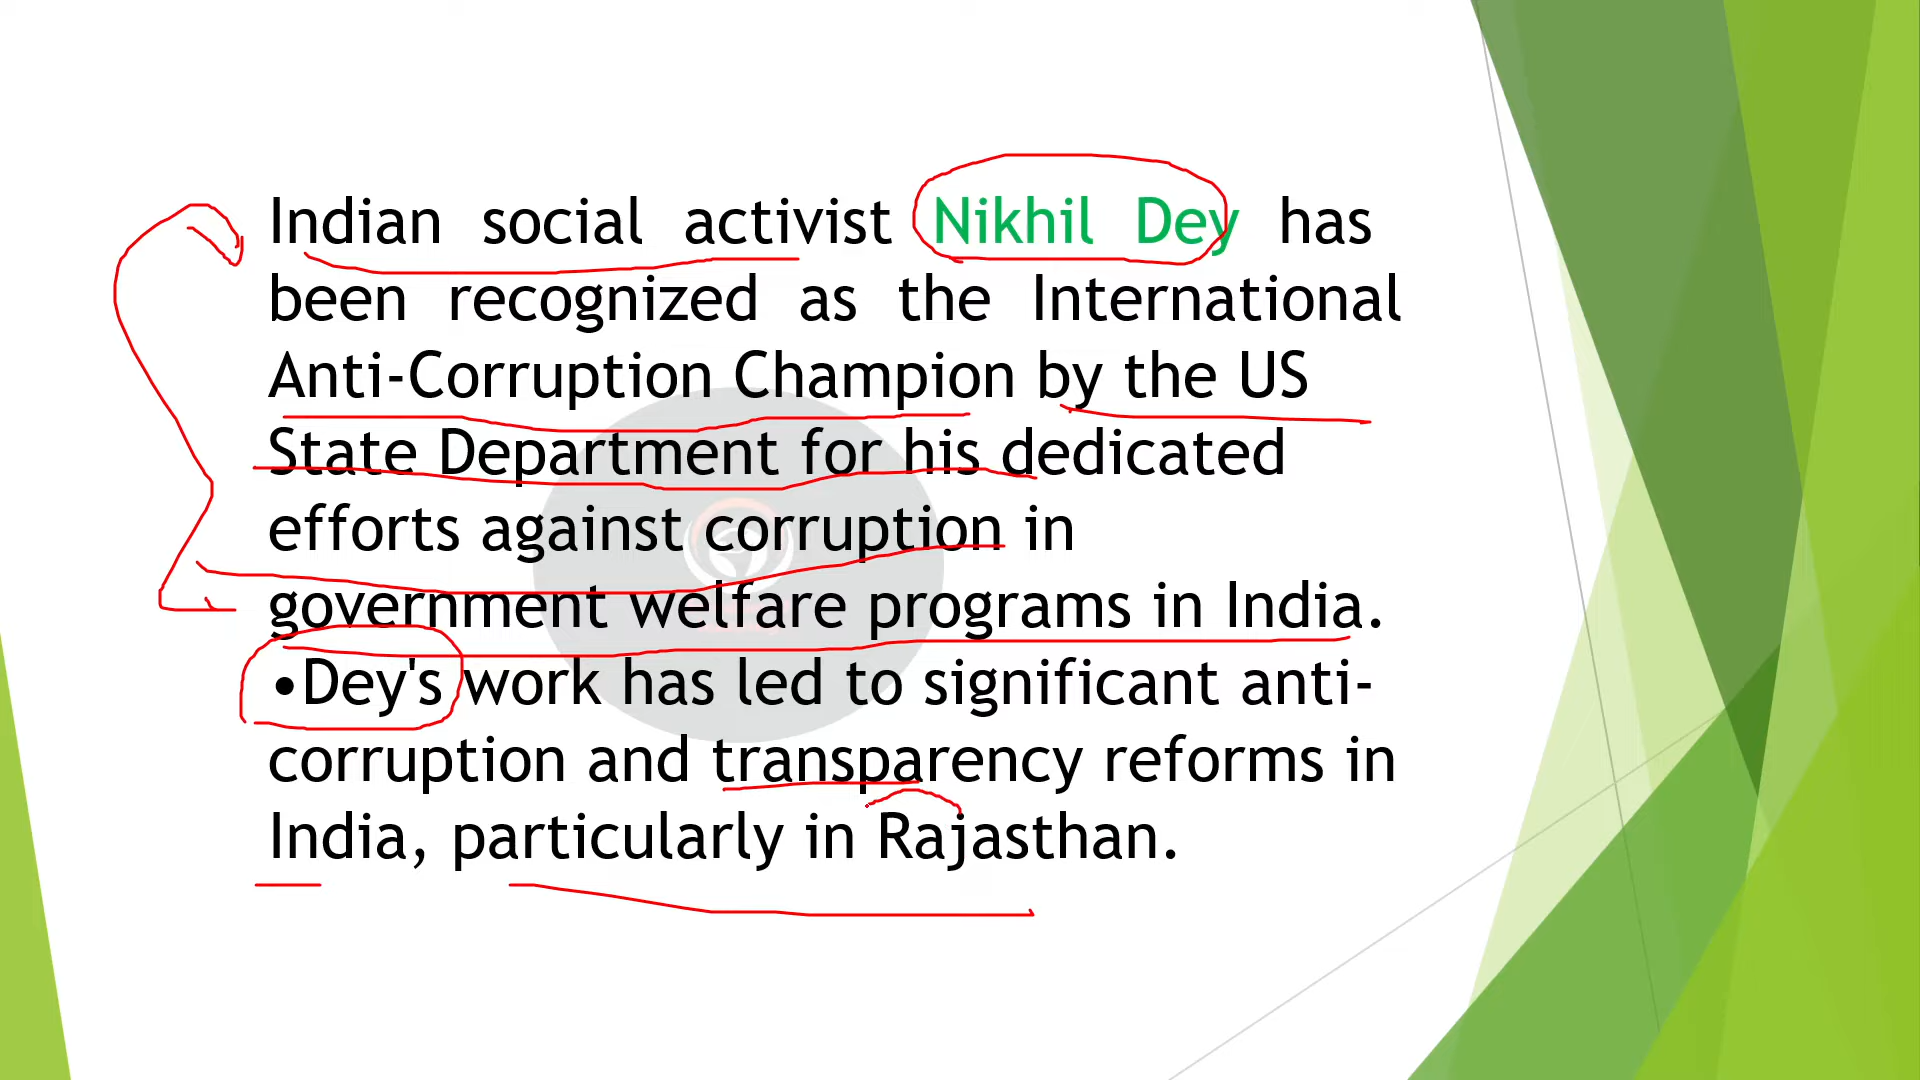 Indian social activist Nikhil Dey has
been recognized as the International
Anti-Corruption Champion by the US
State Department for his dedicated
efforts against corruption in
government welfare programs in India.
•Dey's work has led to significant anti-
corruption and transparency reforms in
India, particularly in Rajasthan.